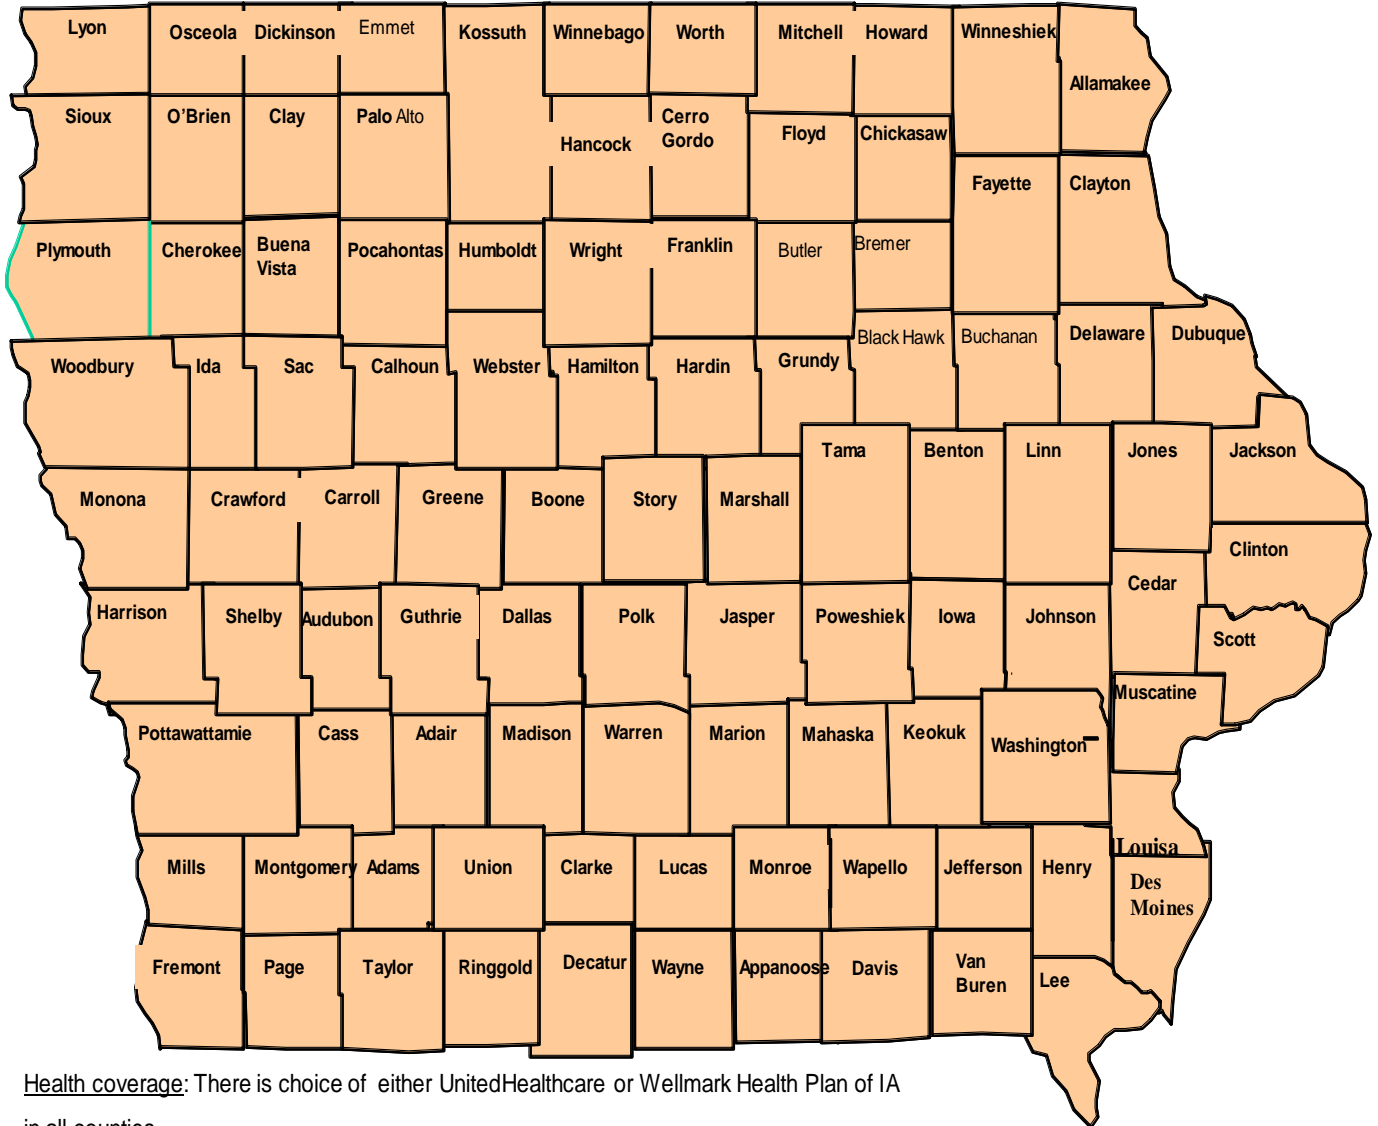 Lyon
Osceola
Dickinson
Emmet
Kossuth
Winnebago
Worth
Mitchell
Howard
Winneshiek
Allamakee
Sioux
O’Brien
Clay
Palo Alto
Hancock
Cerro
Gordo
Floyd
Chickasaw
Fayette
Clayton
Plymouth
Cherokee
Buena
Vista
Pocahontas
Humboldt
Wright
Franklin
Butler
Bremer
Woodbury
Ida
Sac
Calhoun
Webster
Hamilton
Hardin
Grundy
Black Hawk
Buchanan
Delaware
Dubuque
Tama
Benton
Linn
Jones
Jackson
Monona
Crawford
Carroll
Greene
Boone
Story
Marshall
Clinton
Cedar
Harrison
Shelby
Audubon
Guthrie
Dallas
Polk
Jasper
Poweshiek
Iowa
Johnson
Scott
Muscatine
Pottawattamie
Cass
Adair
Madison
Warren
Marion
Mahaska
Keokuk
Washington
Louisa
Mills
Montgomery
Adams
Union
Clarke
Lucas
Monroe
Wapello
Jefferson
Henry
Des
Moines
Fremont
Page
Taylor
Ringgold
Decatur
Wayne
Appanoose
Davis
Van
Buren
Lee
Health coverage: There is choice of either UnitedHealthcare or Wellmark Health Plan of IA
in all counties